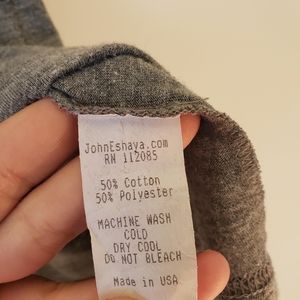 JohnEshaya.com
RN 112085
50% Cotton
50% Polyester
MACHINE WASH
COLD
DRY COOL
DO NOT BLEACH
Made in USA